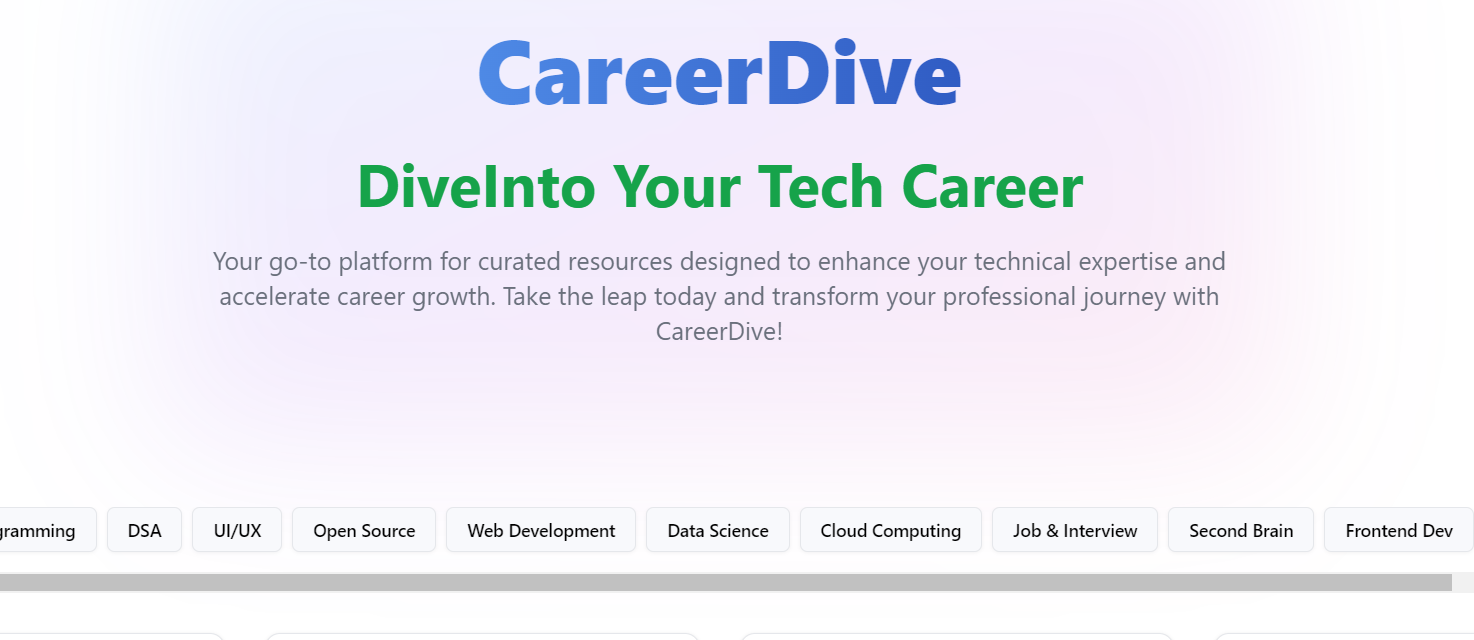 CareerDive
DiveInto Your Tech Career
Your go-to platform for curated resources designed to enhance your technical expertise and
accelerate career growth. Take the leap today and transform your professional journey with
CareerDive!
gramming DSA UI/UX Open Source Web Development Data Science Cloud Computing Job & Interview Second Brain Frontend Dev